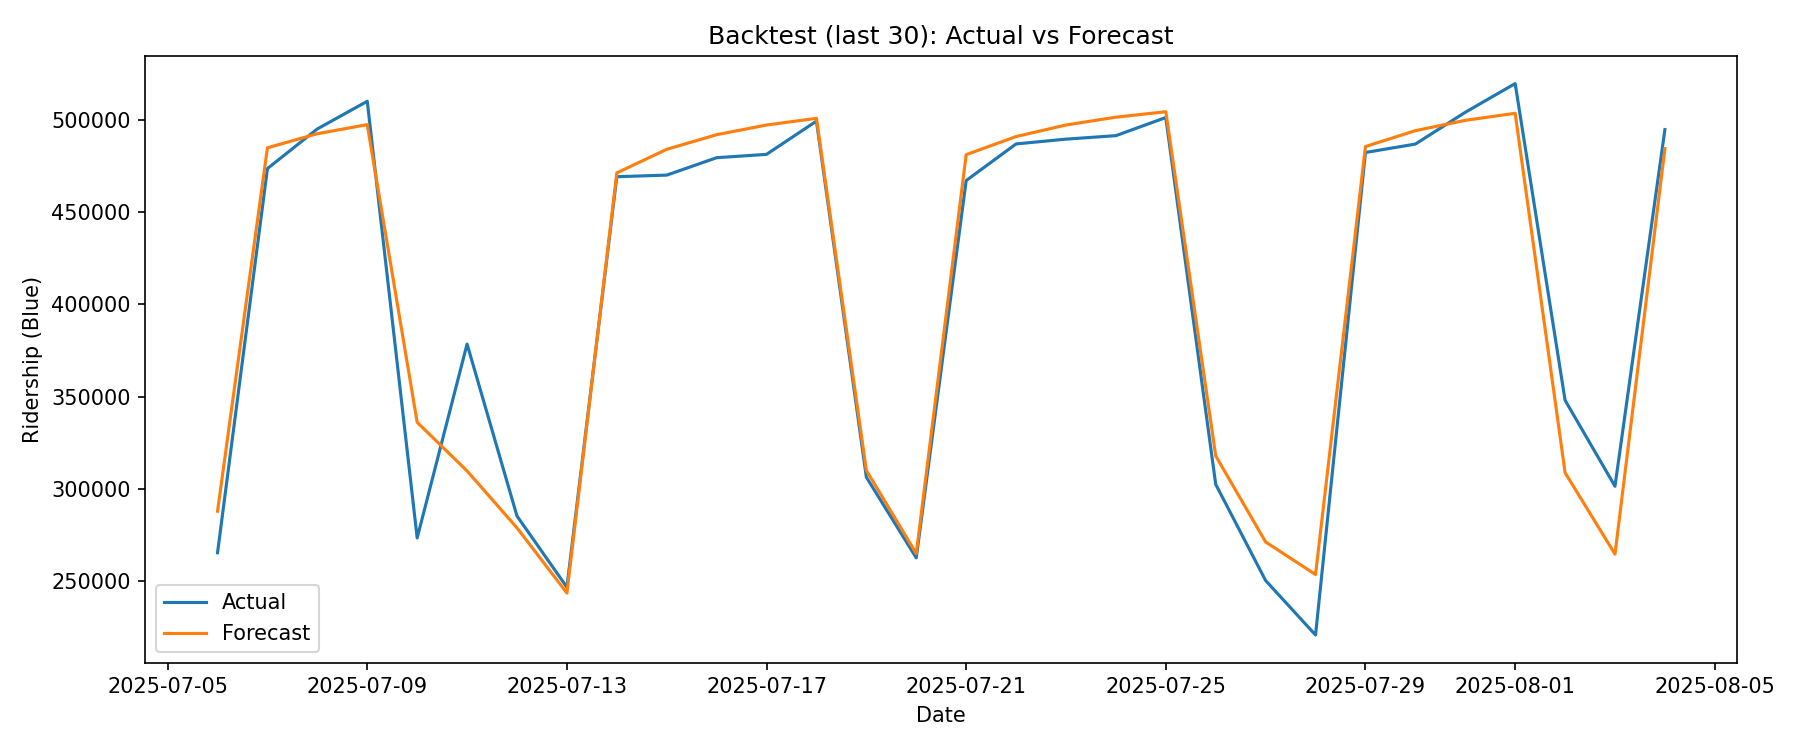 Backtest (last 30): Actual vs Forecast
500000
450000
400000
350000
300000
250000
Ridership (Blue)
Actual
Forecast
2025-07-05 2025-07-09 2025-07-13 2025-07-17 2025-07-21 2025-07-25 2025-07-29 2025-08-01 2025-08-05
Date